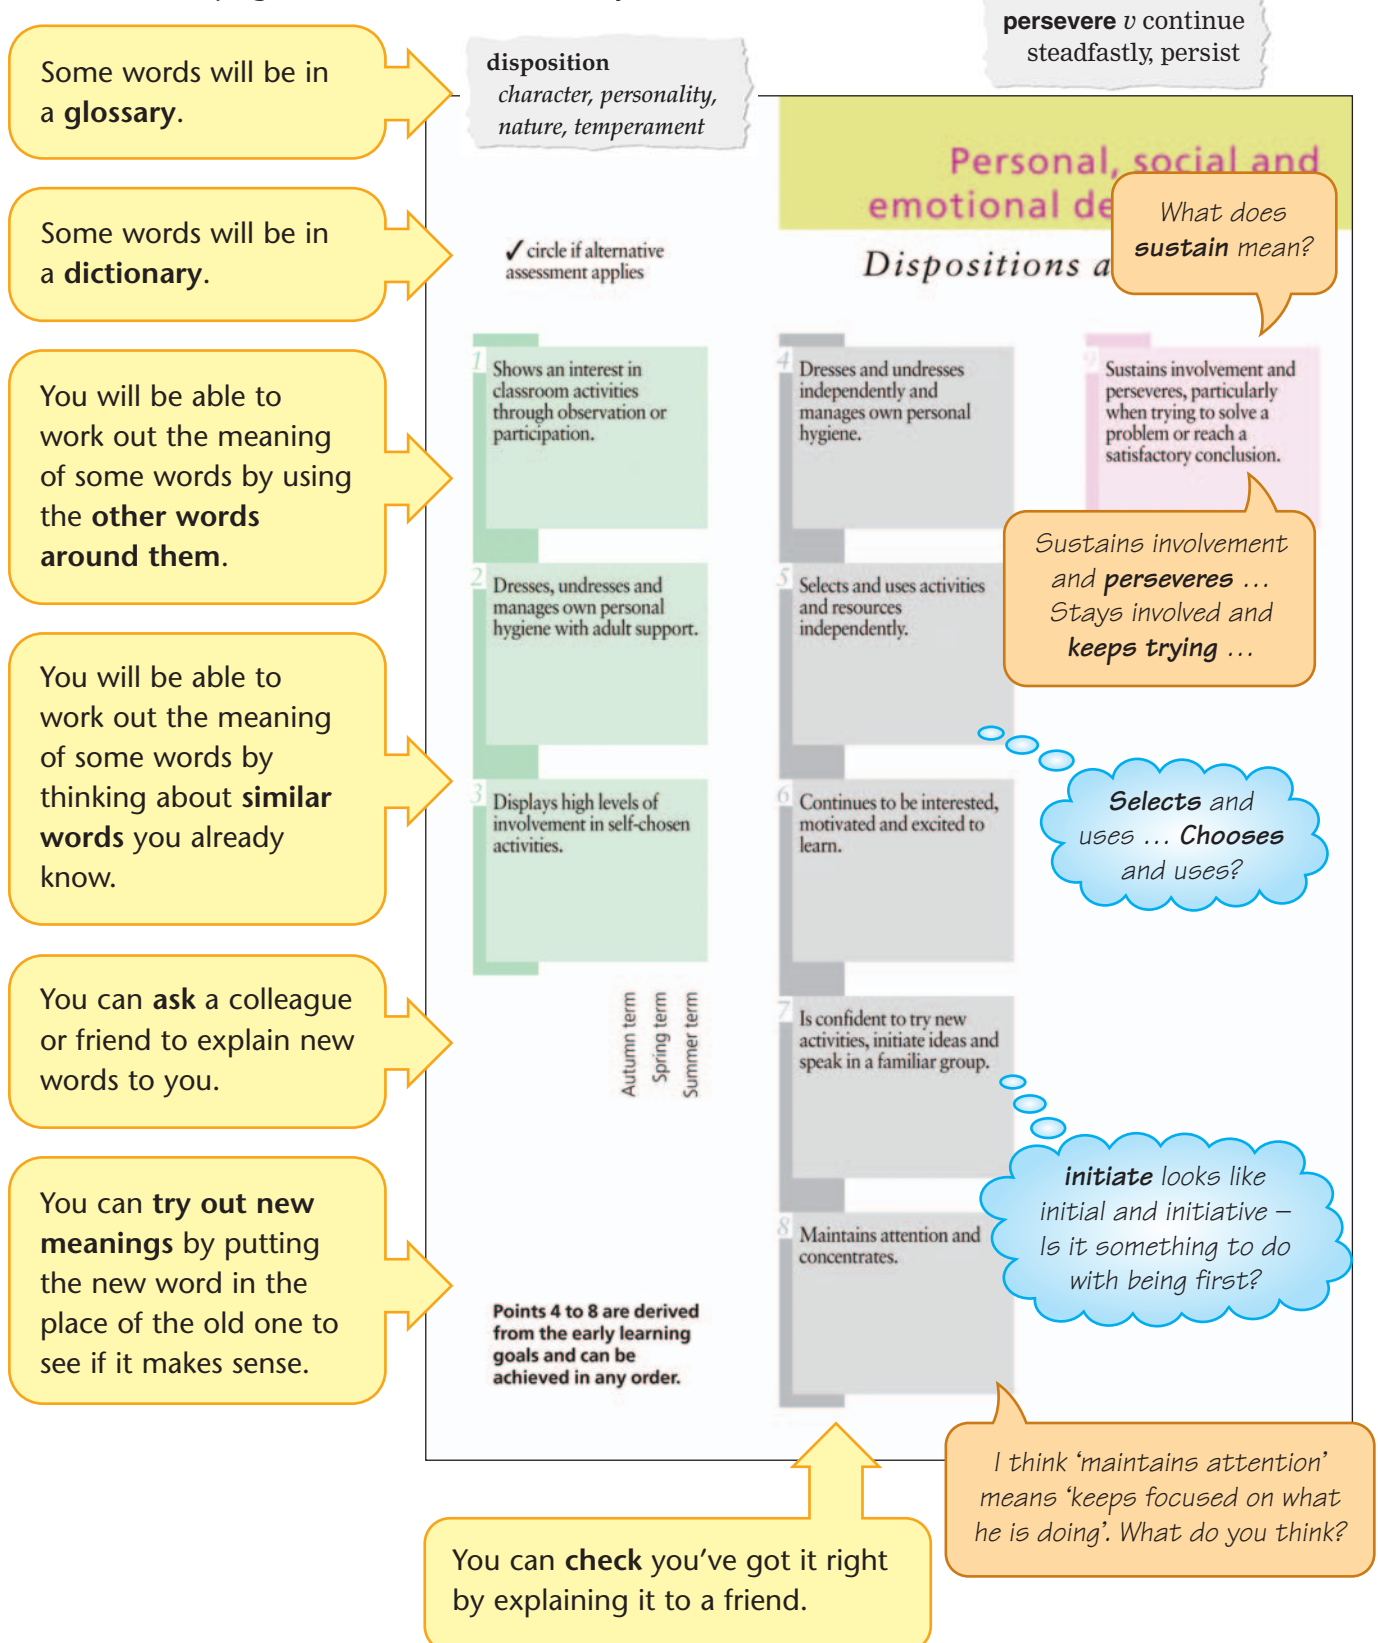 persevere v continue
steadfastly, persist
disposition
character, personality,
nature, temperament
Some words will be in
a glossary.
Some words will be in
a dictionary.
You will be able to
work out the meaning
of some words by using
the other words
around them.
You will be able to
work out the meaning
of some words by
thinking about similar
words you already
know.
You can ask a colleague
or friend to explain new
words to you.
You can try out new
meanings by putting
the new word in the
place of the old one to
see if it makes sense.
Personal, social and
emotional de
Dispositions a
✓ circle if alternative
assessment applies
What does
sustain mean?
1 Shows an interest in
classroom activities
through observation or
participation.
2 Dresses, undresses and
manages own personal
hygiene with adult support.
3 Displays high levels of
involvement in self-chosen
activities.
Autumn term
Spring term
Summer term
Points 4 to 8 are derived
from the early learning
goals and can be
achieved in any order.
4 Dresses and undresses
independently and
manages own personal
hygiene.
5 Selects and uses activities
and resources
independently.
6 Continues to be interested,
motivated and excited to
learn.
7 Is confident to try new
activities, initiate ideas and
speak in a familiar group.
8 Maintains attention and
concentrates.
9 Sustains involvement and
perseveres, particularly
when trying to solve a
problem or reach a
satisfactory conclusion.
Sustains involvement
and perseveres …
Stays involved and
keeps trying …
Selects and
uses … Chooses
and uses?
initiate looks like
initial and initiative –
Is it something to do
with being first?
I think ‘maintains attention’
means ‘keeps focused on what
he is doing’. What do you think?
You can check you’ve got it right
by explaining it to a friend.